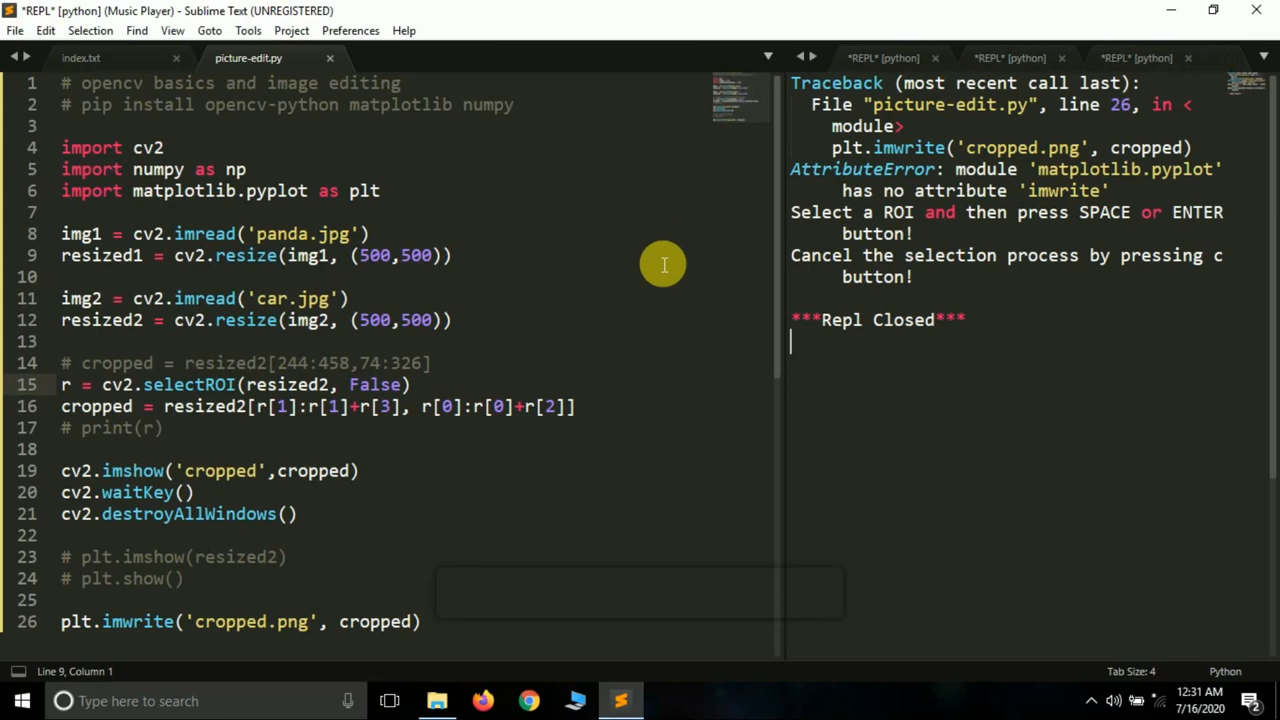 *REPL* [python] (Music Player) - Sublime Text (UNREGISTERED)
File Edit Selection Find View Goto Tools Project Preferences Help
index.txt picture-edit.py
1 # opencv basics and image editing
2 # pip install opencv-python matplotlib numpy
3
4 import cv2
5 import numpy as np
6 import matplotlib.pyplot as plt
7
8 img1 = cv2.imread('panda.jpg')
9 resized1 = cv2.resize(img1, (500,500))
10
11 img2 = cv2.imread('car.jpg')
12 resized2 = cv2.resize(img2, (500,500))
13
14 # cropped = resized2[244:458,74:326]
15 r = cv2.selectROI(resized2, False)
16 cropped = resized2[r[1]:r[1]+r[3], r[0]:r[0]+r[2]]
17 # print(r)
18
19 cv2.imshow('cropped',cropped)
20 cv2.waitKey()
21 cv2.destroyAllWindows()
22
23 # plt.imshow(resized2)
24 # plt.show()
25
26 plt.imwrite('cropped.png', cropped)
*REPL* [python] *REPL* [python] *REPL* [python]
Traceback (most recent call last):
File "picture-edit.py", line 26, in <
module>
plt.imwrite('cropped.png', cropped)
AttributeError: module 'matplotlib.pyplot'
has no attribute 'imwrite'
Select a ROI and then press SPACE or ENTER
button!
Cancel the selection process by pressing c
button!
***Repl Closed***
Line 9, Column 1 Tab Size: 4 Python
Type here to search
12:31 AM
7/16/2020
2